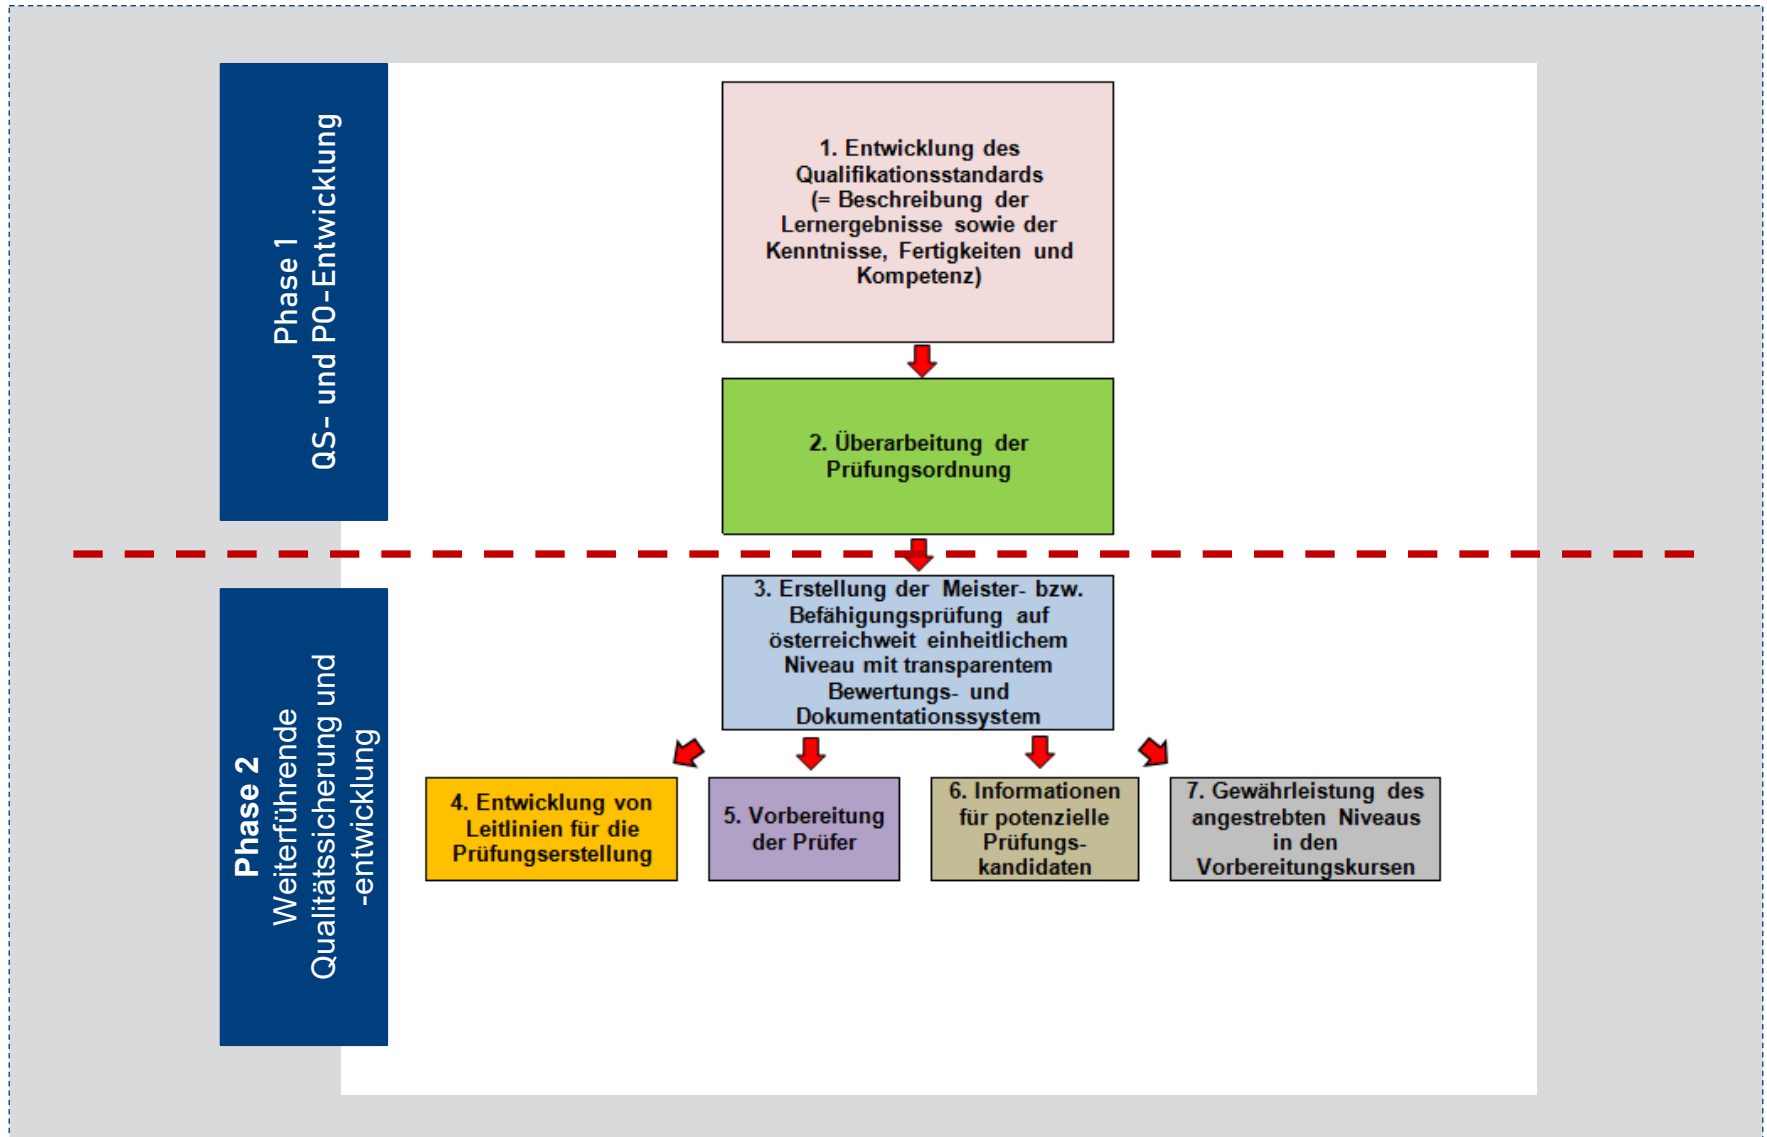 Phase 1
QS- und PO-Entwicklung
1. Entwicklung des
Qualifikationsstandards
(= Beschreibung der
Lernergebnisse sowie der
Kenntnisse, Fertigkeiten und
Kompetenz)
2. Überarbeitung der
Prüfungsordnung
Phase 2
Weiterführende
Qualitätssicherung und
-entwicklung
3. Erstellung der Meister- bzw.
Befähigungsprüfung auf
österreichweit einheitlichem
Niveau mit transparentem
Bewertungs- und
Dokumentationssystem
4. Entwicklung von
Leitlinien für die
Prüfungserstellung
5. Vorbereitung
der Prüfer
6. Informationen
für potenzielle
Prüfungs-
kandidaten
7. Gewährleistung des
angestrebten Niveaus
in den
Vorbereitungskursen